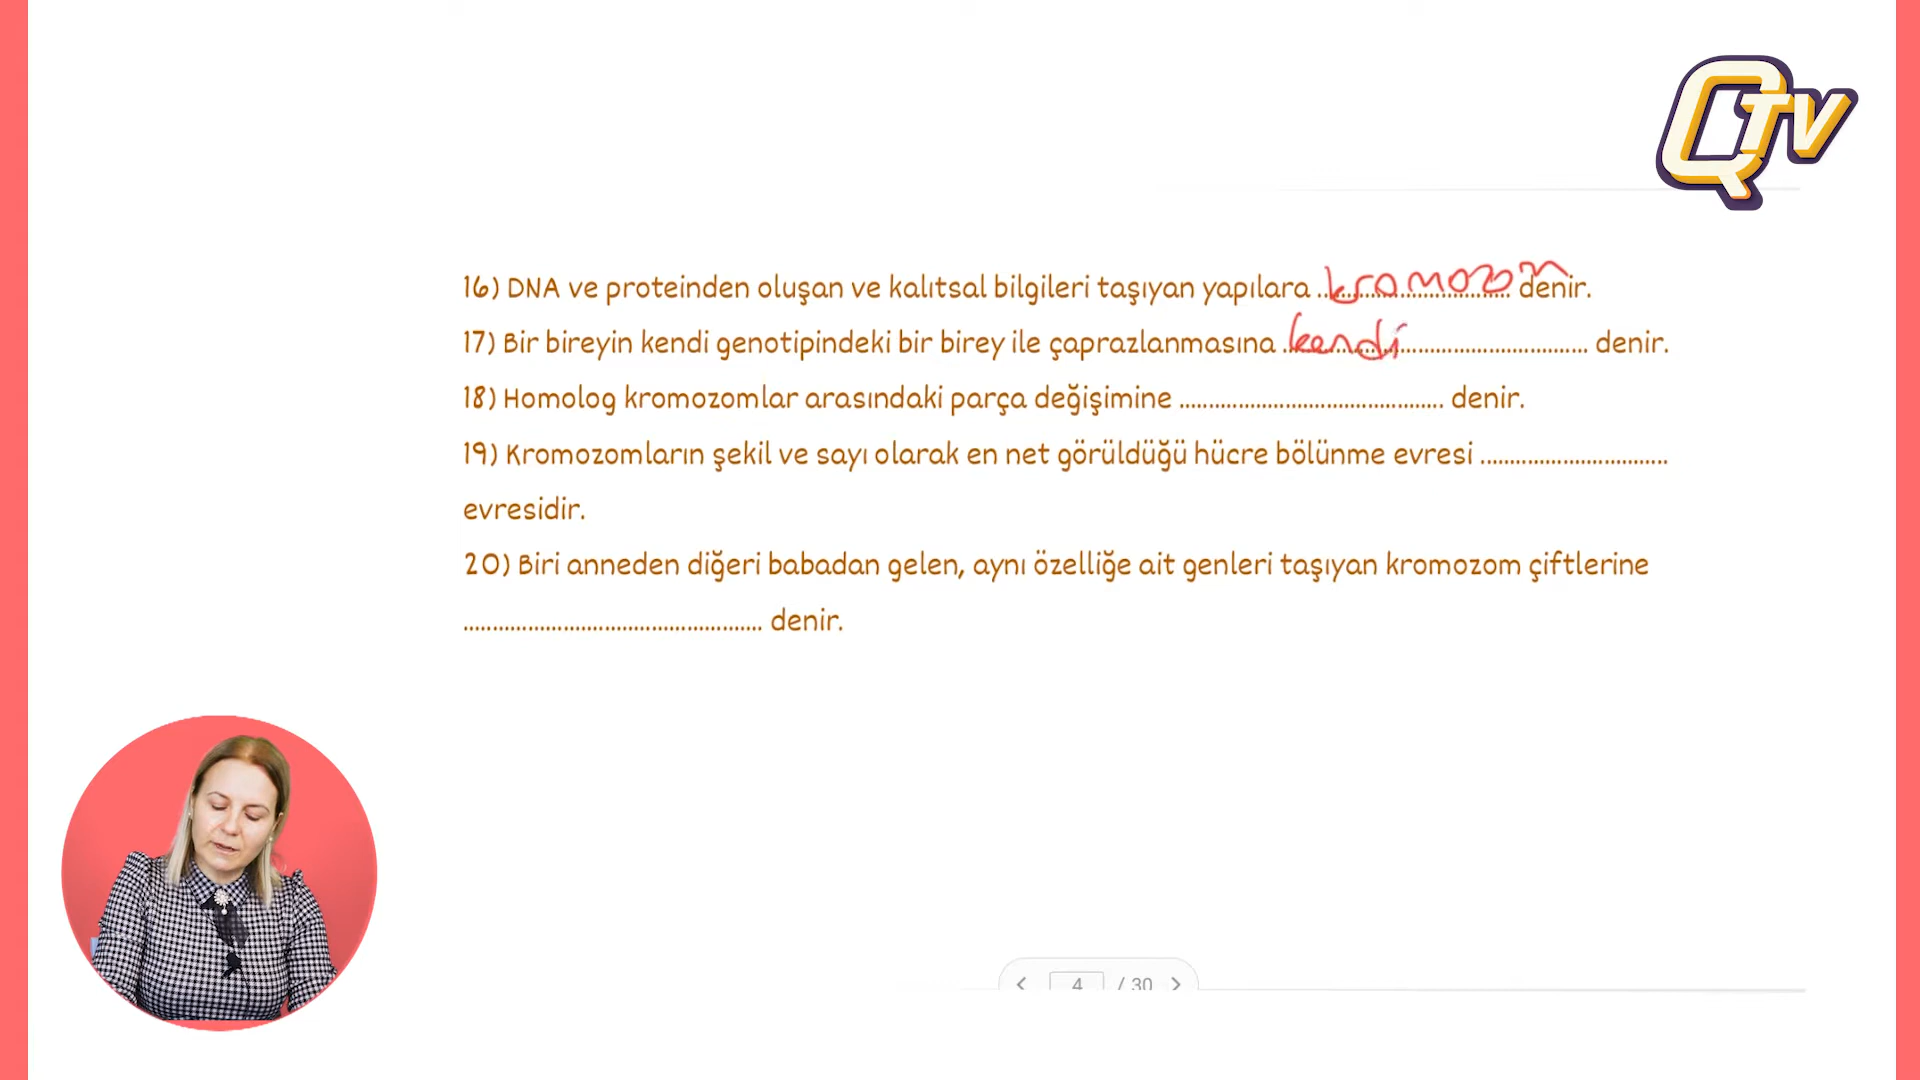 QTV
16) DNA ve proteinden oluşan ve kalıtsal bilgileri taşıyan yapılara ....kromozom.... denir.
17) Bir bireyin kendi genotipindeki bir birey ile çaprazlanmasına ....kendi.............................. denir.
18) Homolog kromozomlar arasındaki parça değişimine ............................................. denir.
19) Kromozomların şekil ve sayı olarak en net görüldüğü hücre bölünme evresi ................................
evresidir.
20) Biri anneden diğeri babadan gelen, aynı özelliğe ait genleri taşıyan kromozom çiftlerine
................................................... denir.
4 / 30